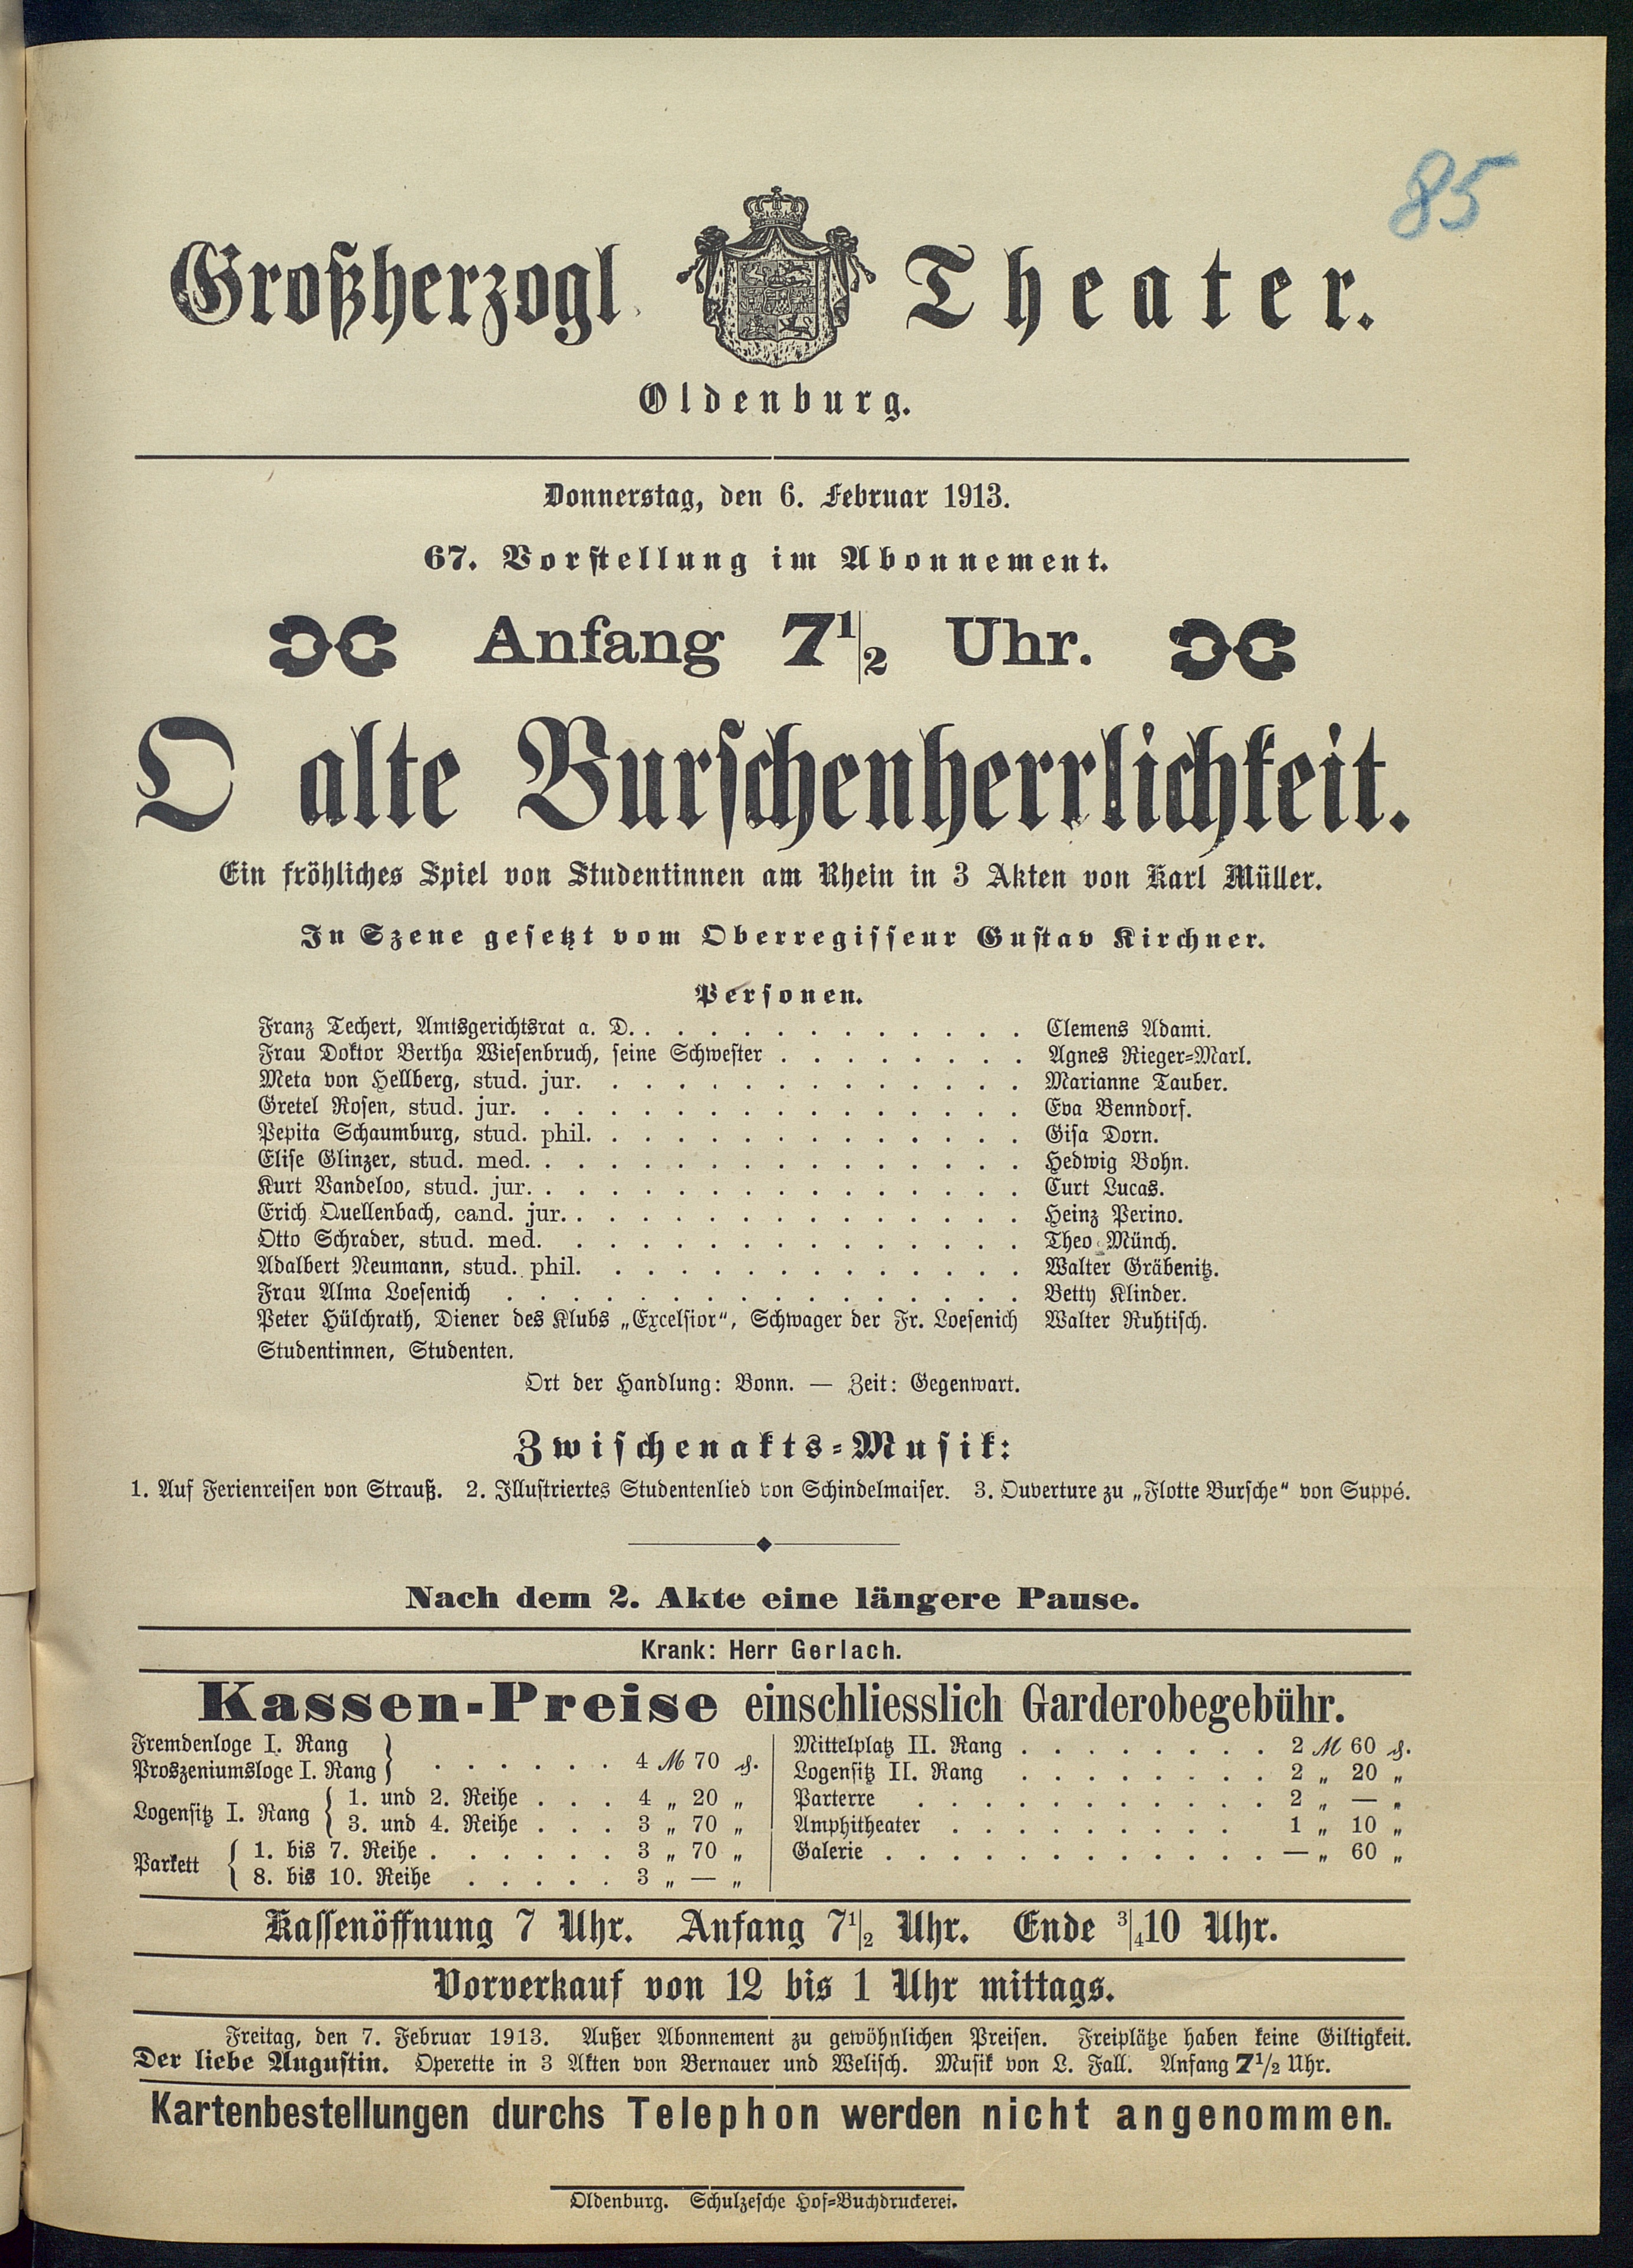 85
Großherzogl. Theater.
Oldenburg.
Donnerstag, den 6. Februar 1913.
67. Vorstellung im Abonnement.
Anfang 7 1/2 Uhr.
O alte Burschenherrlichkeit.
Ein fröhliches Spiel von Studentinnen am Rhein in 3 Akten von Karl Müller.
In Szene gesetzt vom Oberregisseur Gustav Kirchner.
Personen.
Franz Techert, Amtsgerichtsrat a. D. . . . . . . . . . . . . Clemens Adami.
Frau Doktor Bertha Wiesenbruch, seine Schwester . . . . . . . . Agnes Rieger-Marl.
Meta von Hellberg, stud. jur. . . . . . . . . . . . . . Marianne Tauber.
Gretel Rosen, stud. jur. . . . . . . . . . . . . . . . Eva Benndorf.
Pepita Schaumburg, stud. phil. . . . . . . . . . . . . . Gisa Dorn.
Elise Glinzer, stud. med. . . . . . . . . . . . . . . . Hedwig Bohn.
Kurt Vandeloo, stud. jur. . . . . . . . . . . . . . . . Curt Lucas.
Erich Quellenbach, cand. jur. . . . . . . . . . . . . . . Heinz Perino.
Otto Schrader, stud. med. . . . . . . . . . . . . . . Theo Münch.
Adalbert Neumann, stud. phil. . . . . . . . . . . . . . Walter Gräbenitz.
Frau Alma Loesenich . . . . . . . . . . . . . . . . Betty Klinder.
Peter Hülchrath, Diener des Klubs „Excelsior“, Schwager der Fr. Loesenich Walter Ruhtisch.
Studentinnen, Studenten.
Ort der Handlung: Bonn. — Zeit: Gegenwart.
Zwischenakts-Musik:
1. Auf Ferienreisen von Strauß. 2. Illustriertes Studentenlied von Schindelmaiser. 3. Ouverture zu „Flotte Bursche“ von Suppé.
Nach dem 2. Akte eine längere Pause.
Krank: Herr Gerlach.
Kassen-Preise einschliesslich Garderobegebühr.
Fremdenloge I. Rang
Proszeniumsloge I. Rang . . . . . . 4 ℳ 70 ₰.
Logensitz I. Rang 1. und 2. Reihe . . . 4 „ 20 „
3. und 4. Reihe . . . 3 „ 70 „
Parkett 1. bis 7. Reihe . . . . . . 3 „ 70 „
8. bis 10. Reihe . . . . . 3 „ — „
Mittelplatz II. Rang . . . . . . . . 2 ℳ 60 ₰.
Logensitz II. Rang . . . . . . . . 2 „ 20 „
Parterre . . . . . . . . . . . 2 „ — „
Amphitheater . . . . . . . . . 1 „ 10 „
Galerie . . . . . . . . . . . . — „ 60 „
Kassenöffnung 7 Uhr. Anfang 7 1/2 Uhr. Ende 3/4 10 Uhr.
Vorverkauf von 12 bis 1 Uhr mittags.
Freitag, den 7. Februar 1913. Außer Abonnement zu gewöhnlichen Preisen. Freiplätze haben keine Giltigkeit.
Der liebe Augustin. Operette in 3 Akten von Bernauer und Welisch. Musik von L. Fall. Anfang 7 1/2 Uhr.
Kartenbestellungen durchs Telephon werden nicht angenommen.
Oldenburg. Schulzesche Hof-Buchdruckerei.